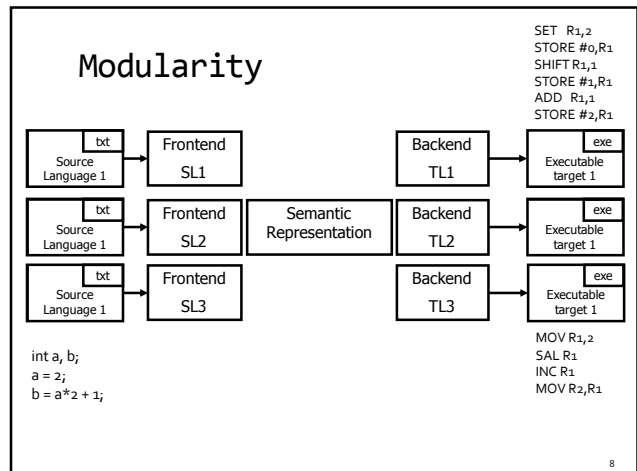 SET R1,2
STORE #0,R1
SHIFT R1,1
STORE #1,R1
ADD R1,1
STORE #2,R1
Modularity
txt
Source
Language 1
Frontend
SL1
Backend
TL1
exe
Executable
target 1
txt
Source
Language 1
Frontend
SL2
Semantic
Representation
Backend
TL2
exe
Executable
target 1
txt
Source
Language 1
Frontend
SL3
Backend
TL3
exe
Executable
target 1
int a, b;
a = 2;
b = a*2 + 1;
MOV R1,2
SAL R1
INC R1
MOV R2,R1
8